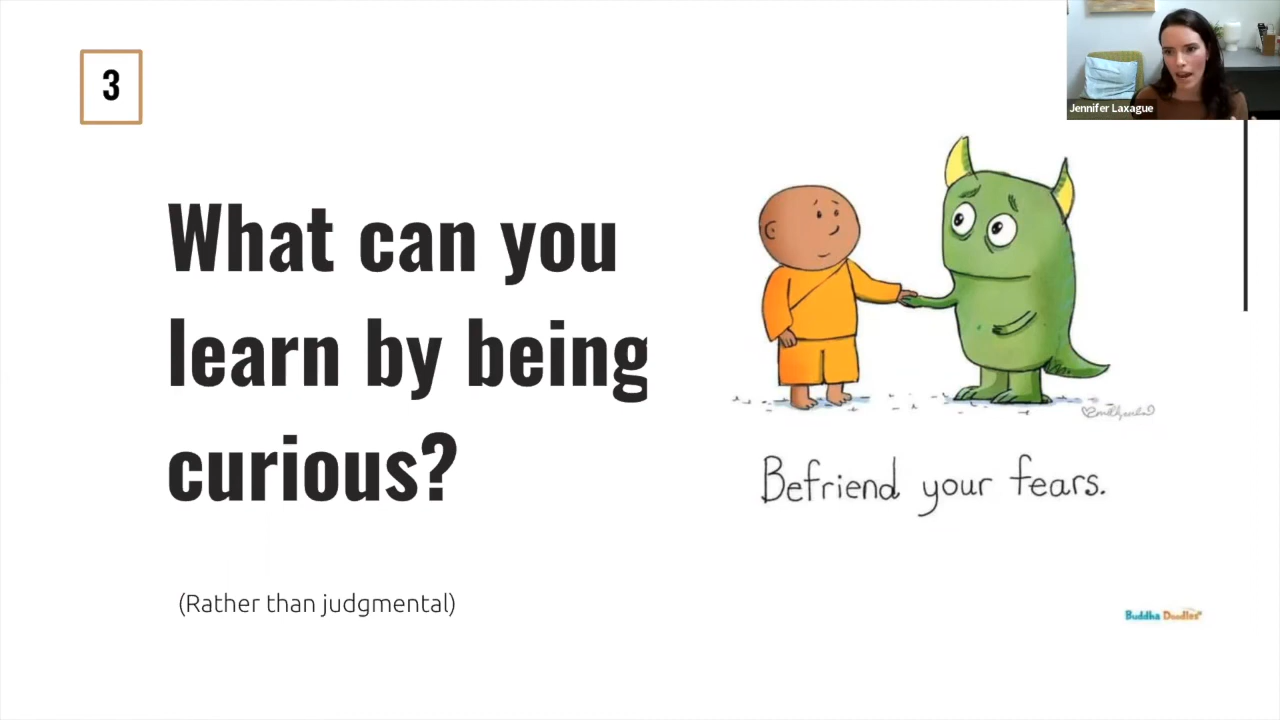 3
Jennifer Laxague
What can you
learn by being
curious?
(Rather than judgmental)
Befriend your fears.
Buddha Doodles